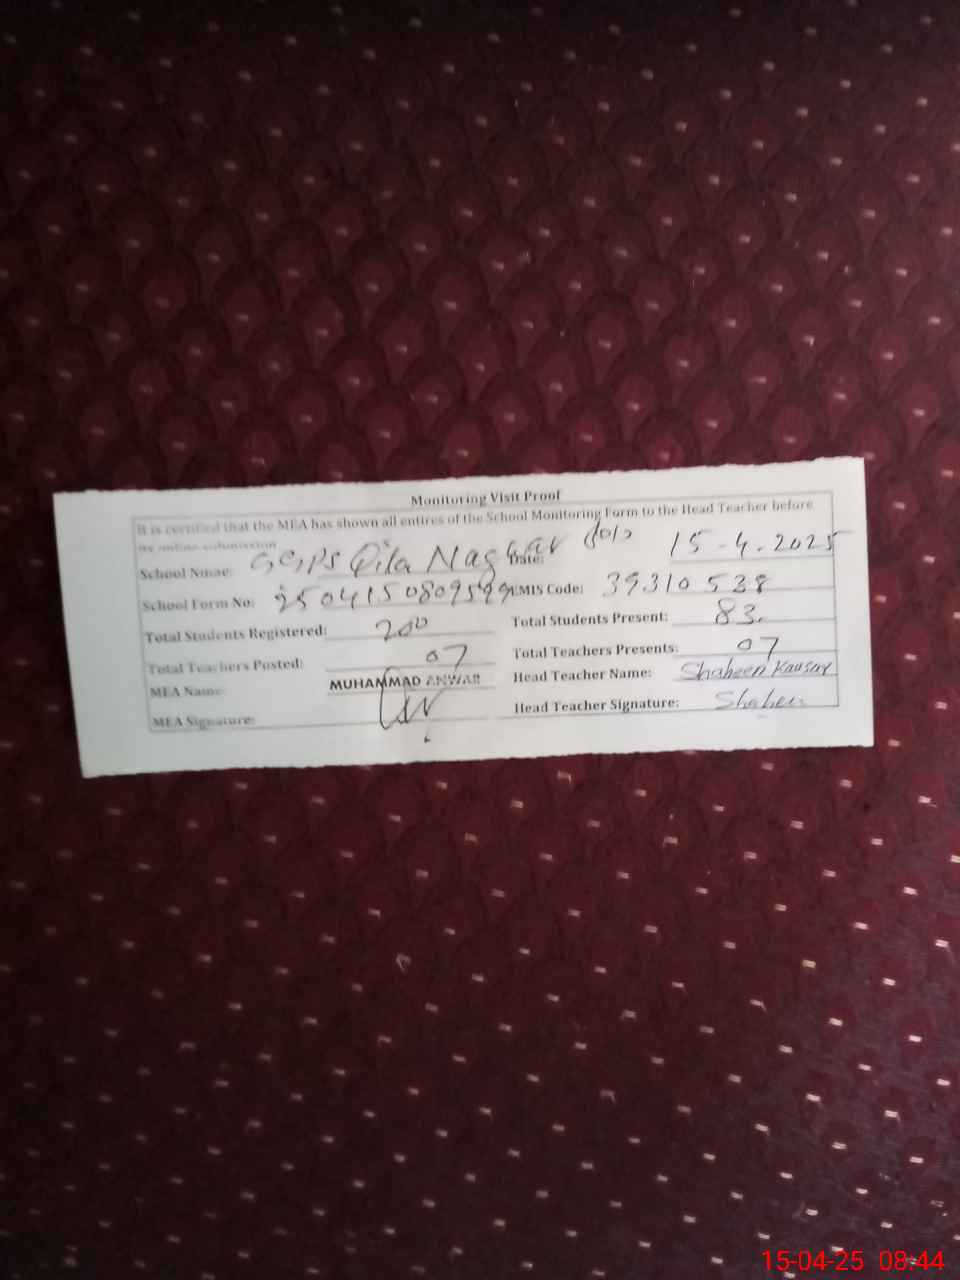 Monitoring Visit Proof
It is certified that the MEA has shown all entires of the School Monitoring Form to the Head Teacher before
its online submission
School Nmae: GGPS Qila Naghar Date: 15-4-2025
School Form No: 250415080959 EMIS Code: 39310538
Total Students Registered: 200 Total Students Present: 83
Total Teachers Posted: 07 Total Teachers Presents: 07
MEA Name: MUHAMMAD ANWAR Head Teacher Name: Shaheen Kausar
MEA Signature: Head Teacher Signature: Shaheen
15-04-25 08:44